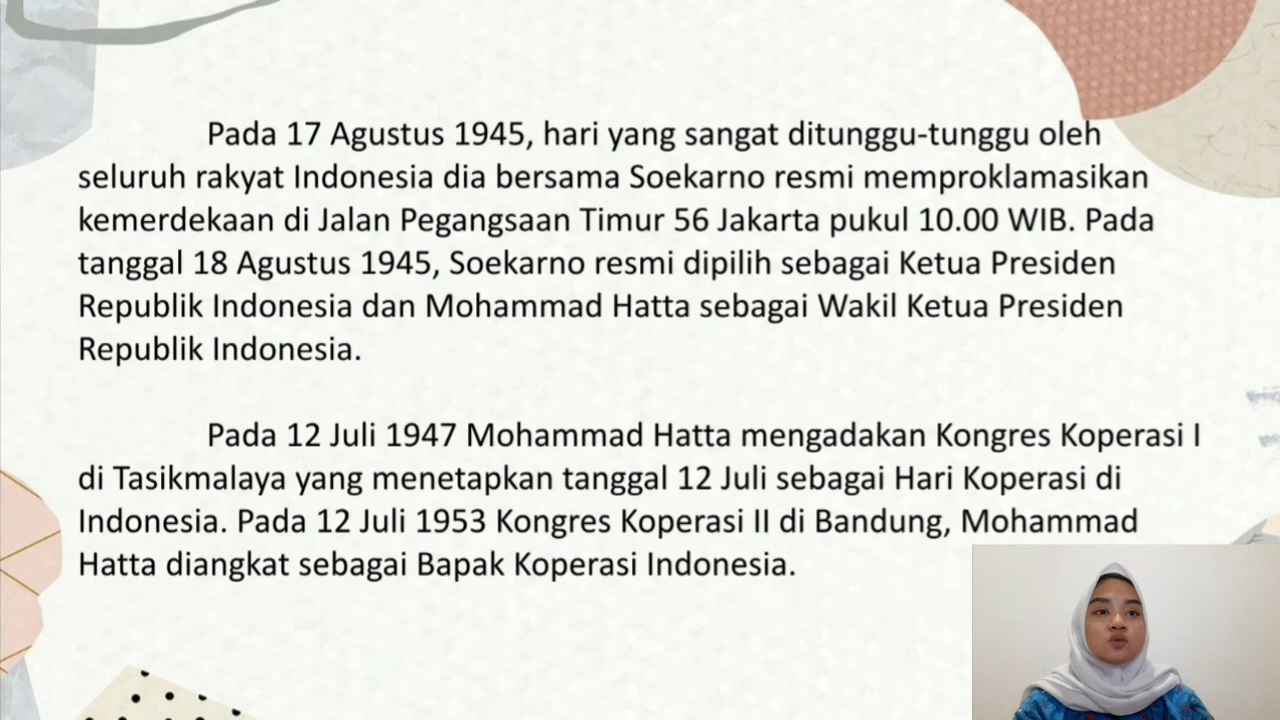 Pada 17 Agustus 1945, hari yang sangat ditunggu-tunggu oleh
seluruh rakyat Indonesia dia bersama Soekarno resmi memproklamasikan
kemerdekaan di Jalan Pegangsaan Timur 56 Jakarta pukul 10.00 WIB. Pada
tanggal 18 Agustus 1945, Soekarno resmi dipilih sebagai Ketua Presiden
Republik Indonesia dan Mohammad Hatta sebagai Wakil Ketua Presiden
Republik Indonesia.
Pada 12 Juli 1947 Mohammad Hatta mengadakan Kongres Koperasi I
di Tasikmalaya yang menetapkan tanggal 12 Juli sebagai Hari Koperasi di
Indonesia. Pada 12 Juli 1953 Kongres Koperasi II di Bandung, Mohammad
Hatta diangkat sebagai Bapak Koperasi Indonesia.